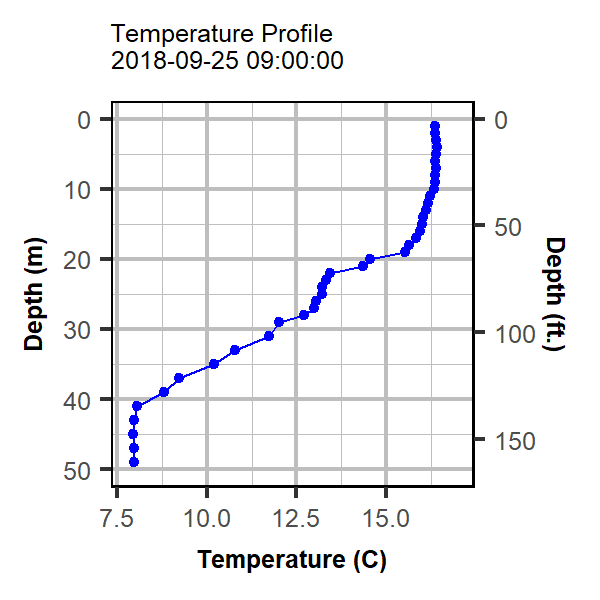 Temperature Profile
2018-09-25 09:00:00
0
10
20
30
40
50
Depth (m)
0
50
100
150
Depth (ft.)
7.5 10.0 12.5 15.0
Temperature (C)